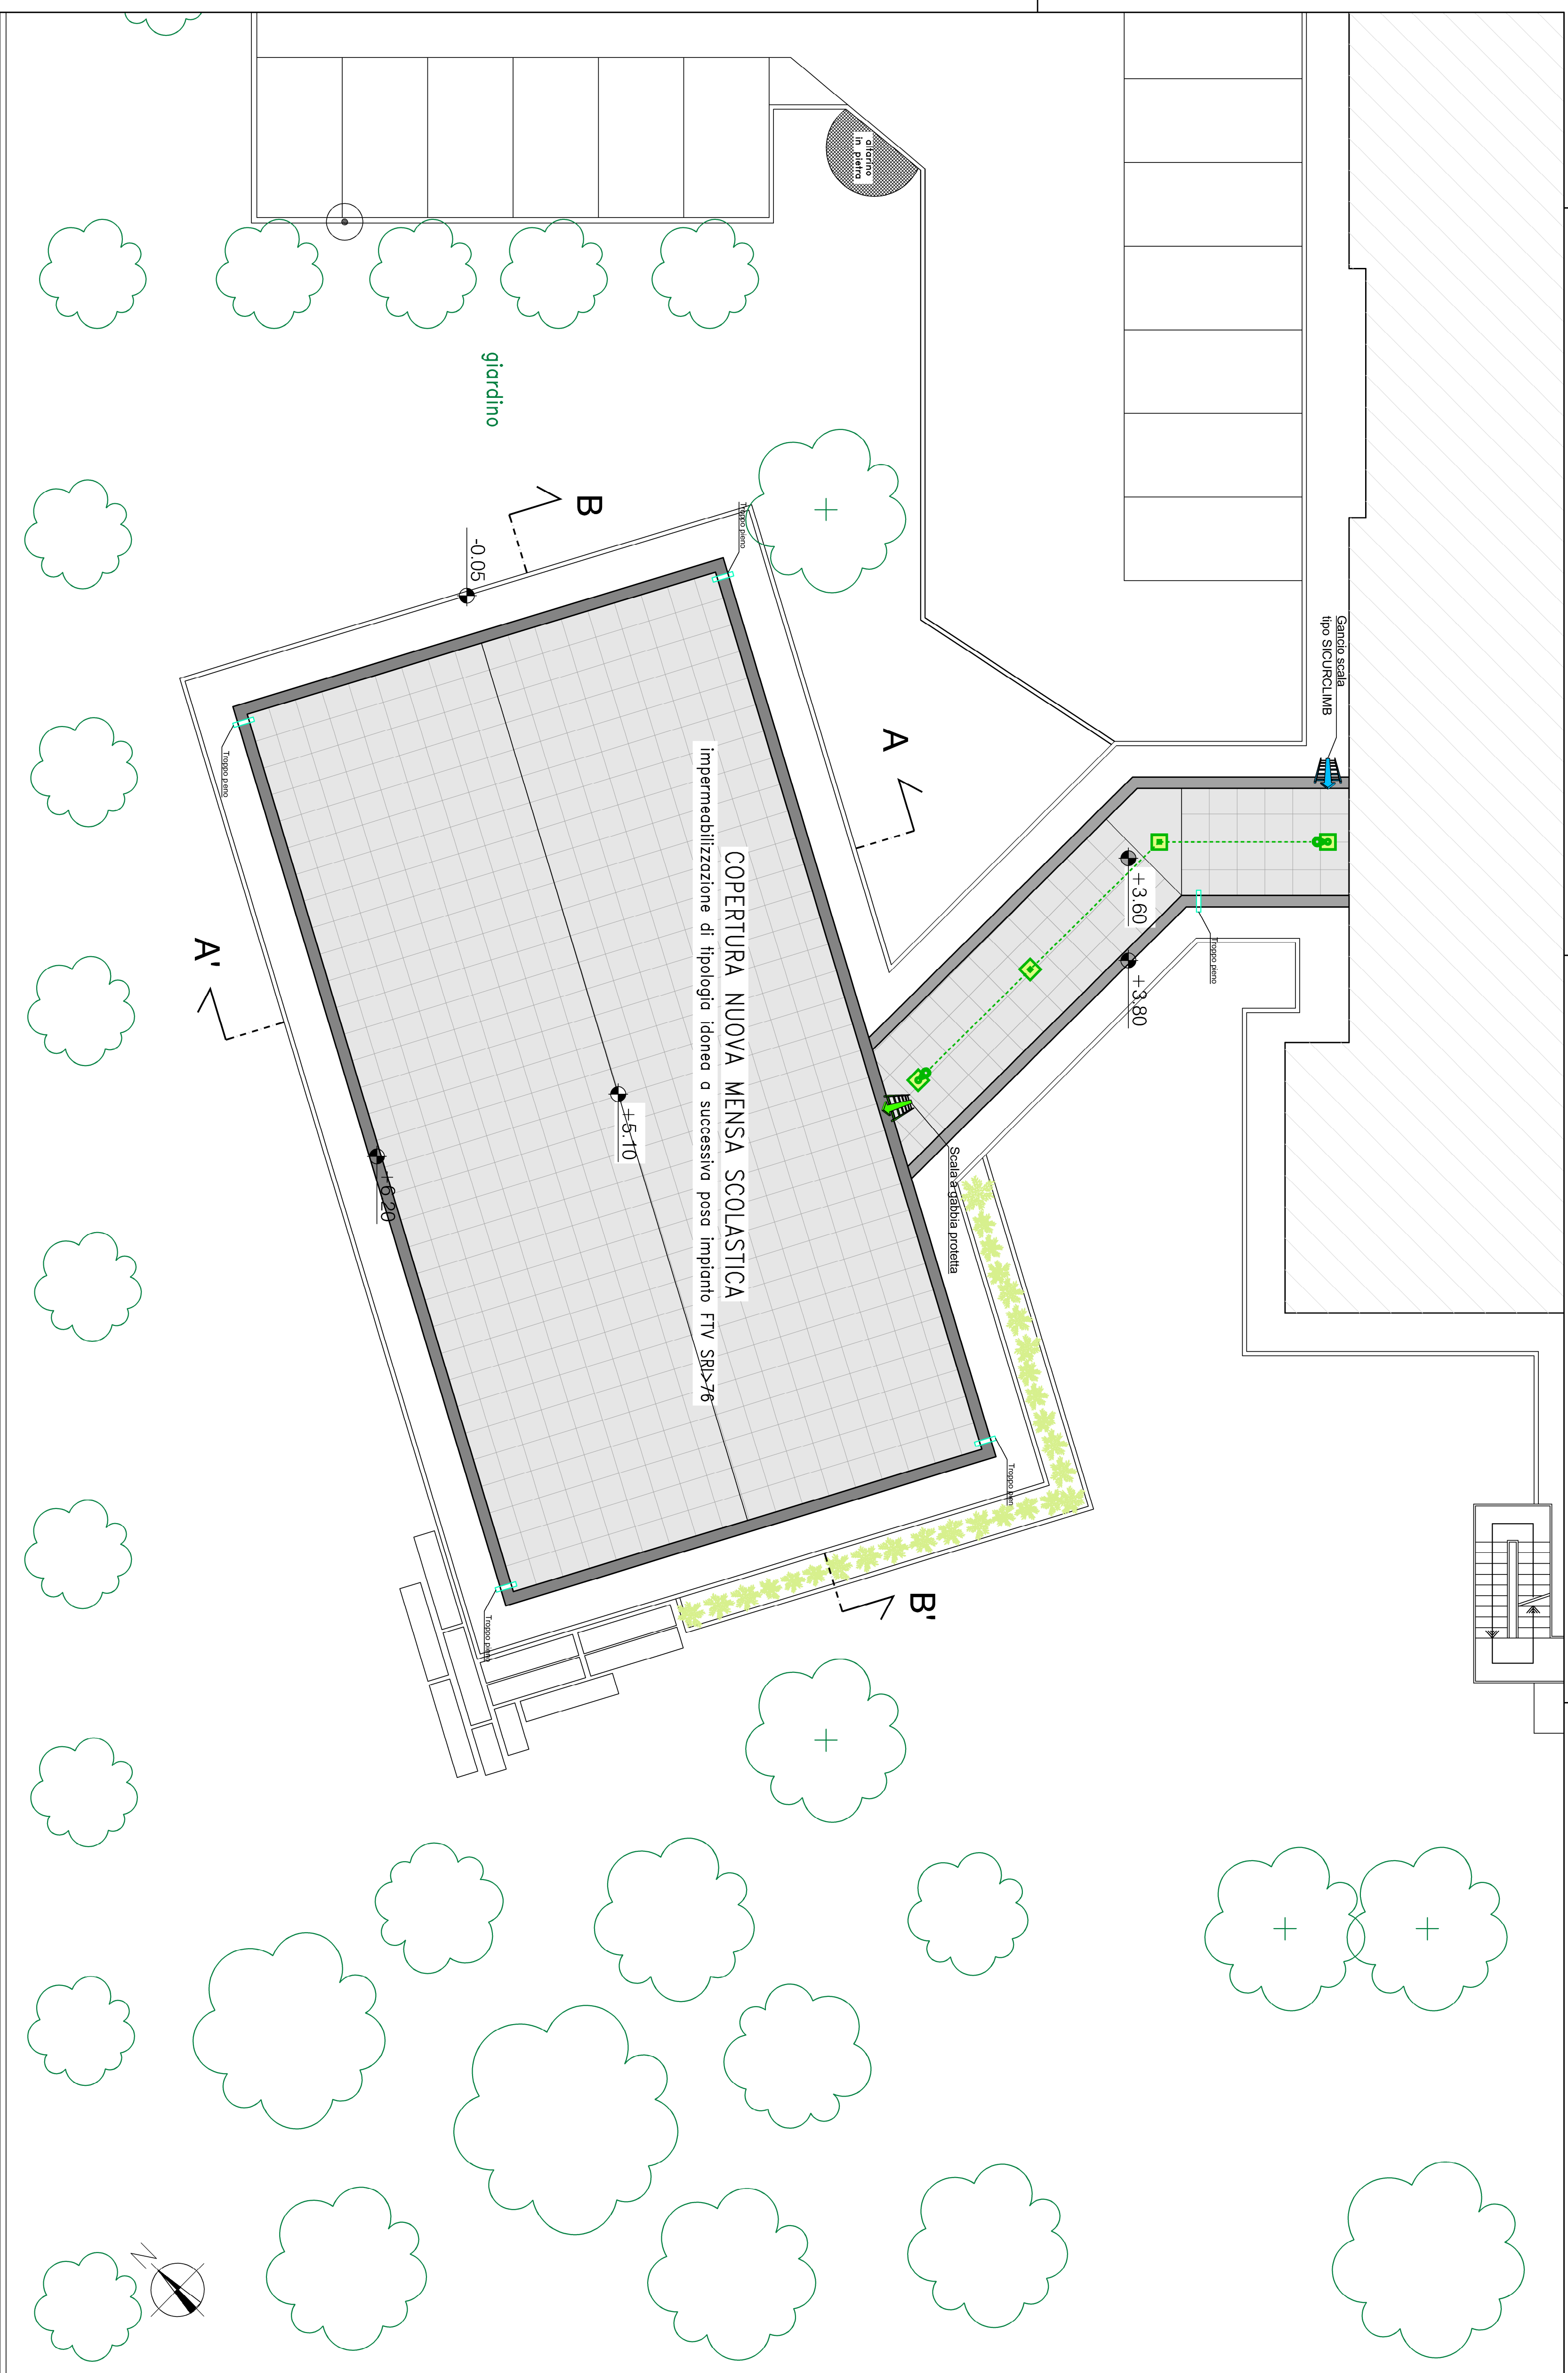 altarino
in pietra
giardino
Gancio scala
tipo SICURCLIMB
B
Troppo pieno
-0.05
A
Troppo pieno
+3.60
Troppo pieno
+3.80
COPERTURA NUOVA MENSA SCOLASTICA
impermeabilizzazione di tipologia idonea a successiva posa impianto FTV SRI>76
A'
+5.10
+6.20
Scala a gabbia protetta
Troppo pien
B'
Troppo pieno
N